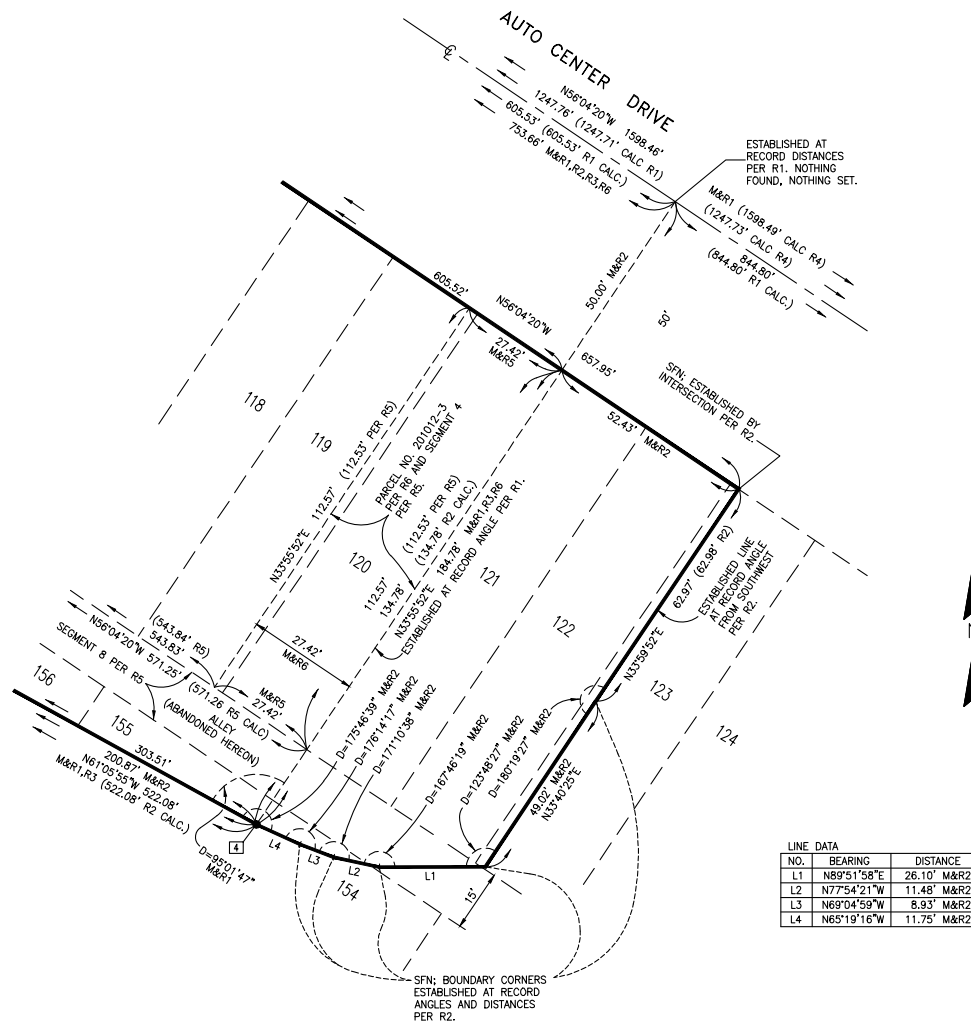 AUTO CENTER DRIVE
N56°04'20"W 1598.46'
1247.76' (1247.71' CALC R1)
605.53' (605.53' R1 CALC.)
753.66' M&R1,R2,R3,R6
ESTABLISHED AT
RECORD DISTANCES
PER R1. NOTHING
FOUND, NOTHING SET.
M&R1 (1598.49' CALC R4)
(1247.73' CALC R4)
844.80'
(844.80' R1 CALC.)
50.00' M&R2
50'
605.52'
N56°04'20"W
27.42'
M&R5
657.95'
52.43' M&R2
SFN; ESTABLISHED BY
INTERSECTION PER R2.
118
119
120
121
122
123
124
N33°55'52"E 112.57' (112.53' PER R5)
PARCEL NO. 201012-3
PER R6 AND SEGMENT 4
PER R5.
112.57' (112.53' PER R5)
134.78' (134.78' R2 CALC.)
N33°55'52"E 184.78' M&R1,R3,R6
ESTABLISHED AT RECORD ANGLE PER R1.
62.97' (62.98' R2)
ESTABLISHED LINE
AT RECORD ANGLE
FROM SOUTHWEST
PER R2.
N33°59'52"E
27.42'
M&R6
(543.84' R5)
543.83'
N56°04'20"W 571.25'
(571.26 R5 CALC)
M&R5
27.42'
SEGMENT 8 PER R5
ALLEY
(ABANDONED HEREON)
156
155
154
D=175°46'39" M&R2
D=176°14'17" M&R2
D=171°10'38" M&R2
D=167°46'19" M&R2
D=123°48'27" M&R2
D=180°19'27" M&R2
49.02' M&R2
N33°40'25"E
303.51'
200.87' M&R2
N61°05'55"W 522.08'
M&R1,R3 (522.08' R2 CALC.)
4
D=95°01'47"
M&R1
L4
L3
L2
L1
15'
SFN; BOUNDARY CORNERS
ESTABLISHED AT RECORD
ANGLES AND DISTANCES
PER R2.
LINE DATA
NO. BEARING DISTANCE
L1 N89°51'58"E 26.10' M&R2
L2 N77°54'21"W 11.48' M&R2
L3 N69°04'59"W 8.93' M&R2
L4 N65°19'16"W 11.75' M&R2